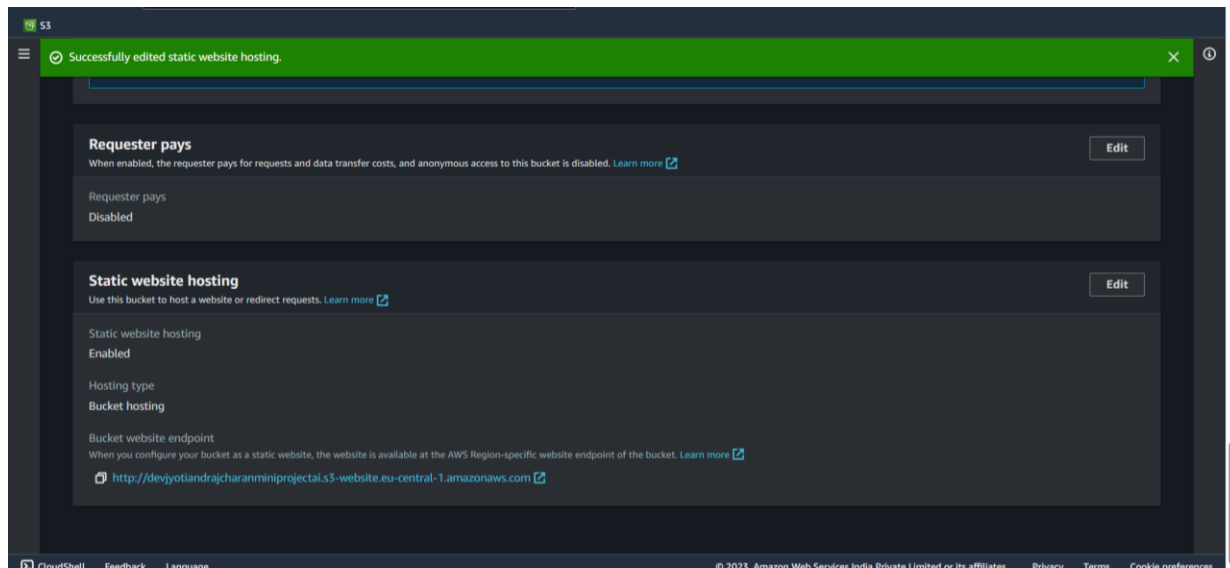 S3
Successfully edited static website hosting.
Requester pays
Edit
When enabled, the requester pays for requests and data transfer costs, and anonymous access to this bucket is disabled. Learn more
Requester pays
Disabled
Static website hosting
Edit
Use this bucket to host a website or redirect requests. Learn more
Static website hosting
Enabled
Hosting type
Bucket hosting
Bucket website endpoint
When you configure your bucket as a static website, the website is available at the AWS Region-specific website endpoint of the bucket. Learn more
http://devjyotiandrajcharanminiprojectai.s3-website.eu-central-1.amazonaws.com
CloudShell Feedback Language © 2023, Amazon Web Services India Private Limited or its affiliates. Privacy Terms Cookie preferences